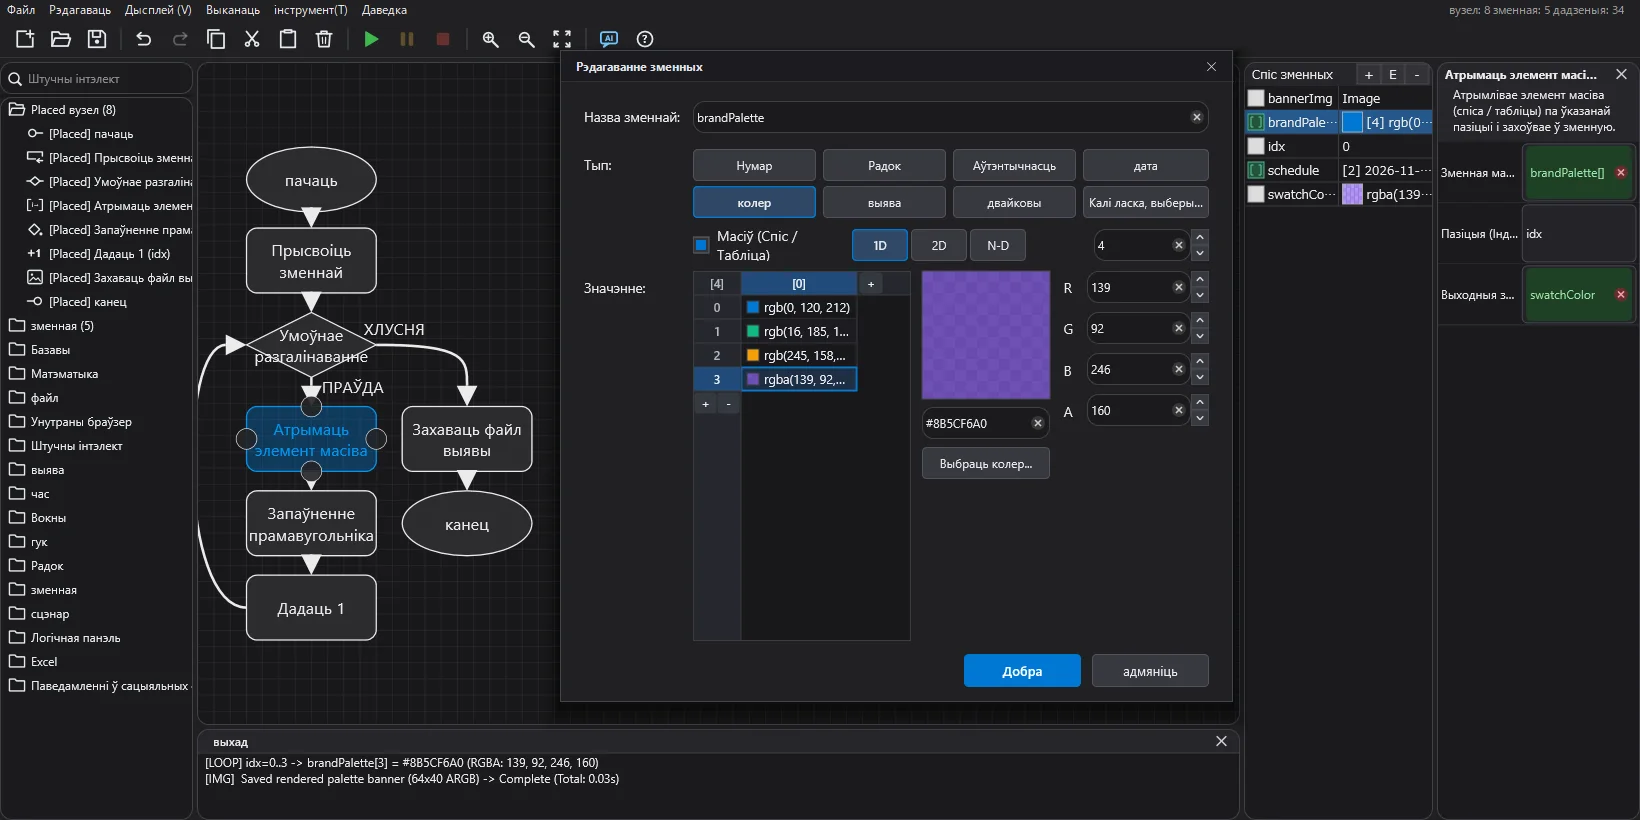 Файл Рэдагаваць Дысплей (V) Выканаць інструмент(Т) Даведка
вузел: 8 зменная: 5 дадзеныя: 34
Штучны інтэлект
Placed вузел (8)
[Placed] пачаць
[Placed] Прысвоіць зменн
[Placed] Умоўнае разгаліна
[Placed] Атрымаць элемен
[Placed] Запаўненне прам
+1 [Placed] Дадаць 1 (idx)
[Placed] Захаваць файл вы
[Placed] канец
зменная (5)
Базавы
Матэматыка
файл
Унутраны браўзер
Штучны інтэлект
выява
час
Вокны
гук
Радок
зменная
сцэнар
Логічная панэль
Excel
Паведамленні ў сацыяльных
пачаць
Прысвоіць
зменнай
Умоўнае
разгалінаванне
ХЛУСНЯ
ПРАЎДА
Атрымаць
элемент масіва
Захаваць файл
выявы
Запаўненне
прамавугольніка
канец
Дадаць 1
Рэдагаванне зменных
Назва зменнай: brandPalette
Тып: Нумар Радок Аўтэнтычнасць дата
колер выява двайковы Калі ласка, выберы...
Масіў (Спіс /
Табліца)
1D 2D N-D 4
Значэнне:
[4] [0] +
0 rgb(0, 120, 212)
1 rgb(16, 185, 1...
2 rgb(245, 158,...
3 rgba(139, 92,...
+ -
R 139
G 92
B 246
A 160
#8B5CF6A0
Выбраць колер...
Добра адмяніць
Спіс зменных + E -
bannerImg Image
brandPale··· [4] rgb(0···
idx 0
schedule [2] 2026-11-···
swatchCo··· rgba(139···
Атрымаць элемент масі...
Атрымлівае элемент масіва
(спіса / табліцы) па ўказанай
пазіцыі і захоўвае ў зменную.
Зменная ма... brandPalette[]
Пазіцыя (Інд... idx
Выходныя з... swatchColor
выхад
[LOOP] idx=0..3 -> brandPalette[3] = #8B5CF6A0 (RGBA: 139, 92, 246, 160)
[IMG] Saved rendered palette banner (64x40 ARGB) -> Complete (Total: 0.03s)